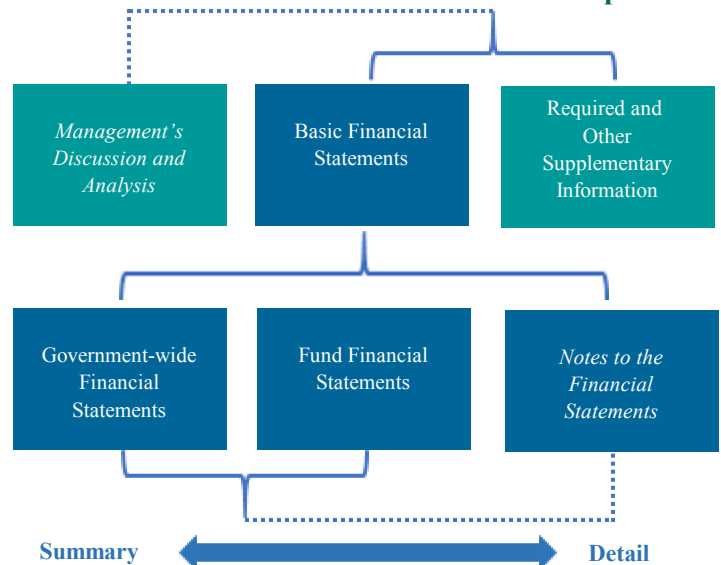 Management’s
Discussion and
Analysis
Basic Financial
Statements
Required and
Other
Supplementary
Information
Government-wide
Financial
Statements
Fund Financial
Statements
Notes to the
Financial
Statements
Summary
Detail